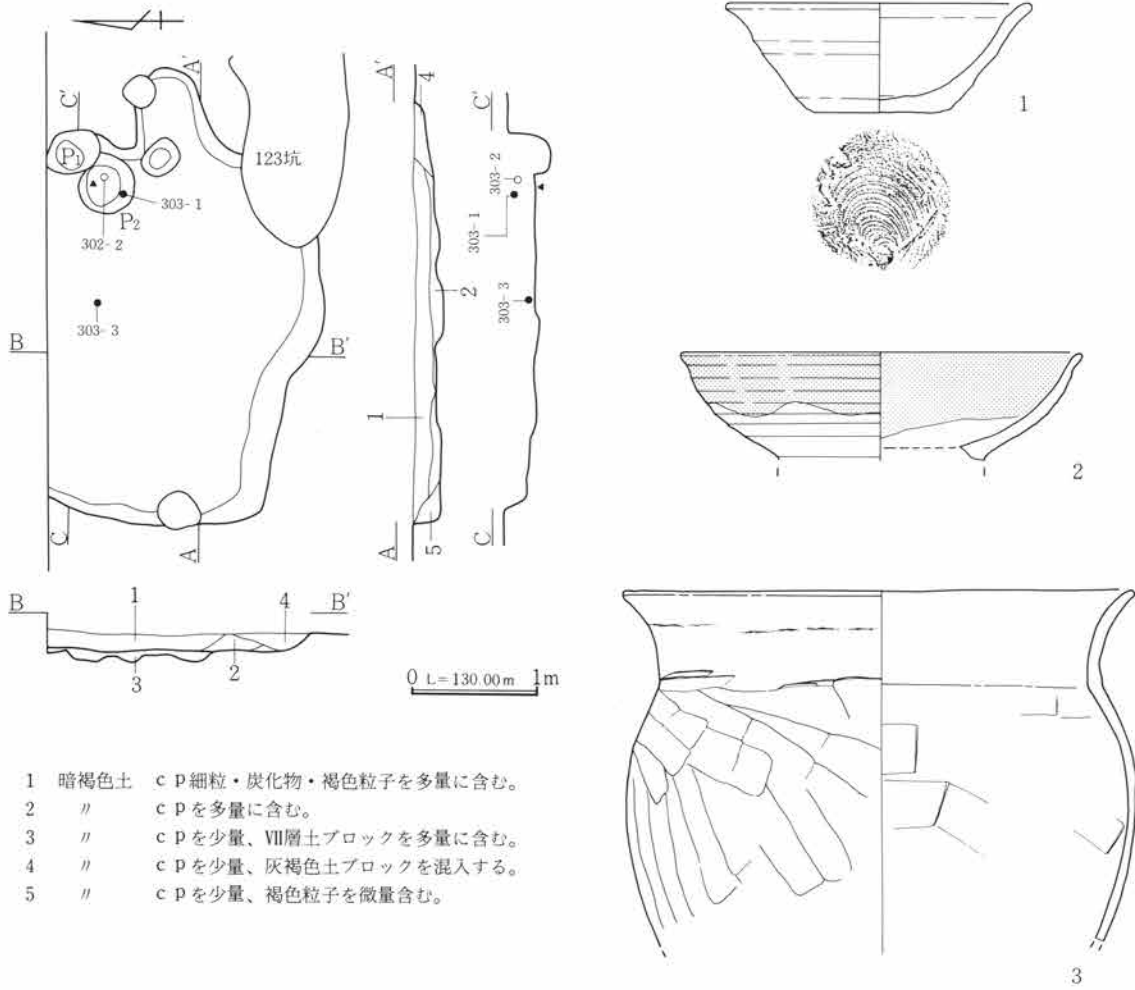 A'
C'
P1
123坑
303-1
P2
302-2
303-3
B
B'
C
A
A'
4
C'
303-2
303-1
2
303-3
1
A
5
C
B
1
4
B'
3
2
0 L=130.00m 1m
1 暗褐色土 cp細粒・炭化物・褐色粒子を多量に含む。
2 〃 cpを多量に含む。
3 〃 cpを少量、Ⅶ層土ブロックを多量に含む。
4 〃 cpを少量、灰褐色土ブロックを混入する。
5 〃 cpを少量、褐色粒子を微量含む。
1
2
3